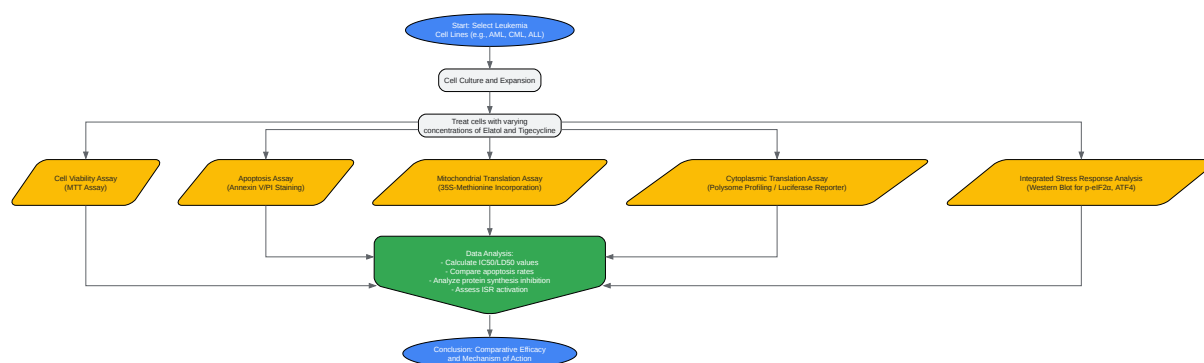 Start: Select Leukemia
Cell Lines (e.g., AML, CML, ALL)
Cell Culture and Expansion
Treat cells with varying
concentrations of Elatol and Tigecycline
Cell Viability Assay
(MTT Assay)
Apoptosis Assay
(Annexin V/PI Staining)
Mitochondrial Translation Assay
(35S-Methionine Incorporation)
Cytoplasmic Translation Assay
(Polysome Profiling / Luciferase Reporter)
Integrated Stress Response Analysis
(Western Blot for p-eIF2α, ATF4)
Data Analysis:
- Calculate IC50/LD50 values
- Compare apoptosis rates
- Analyze protein synthesis inhibition
- Assess ISR activation
Conclusion: Comparative Efficacy
and Mechanism of Action